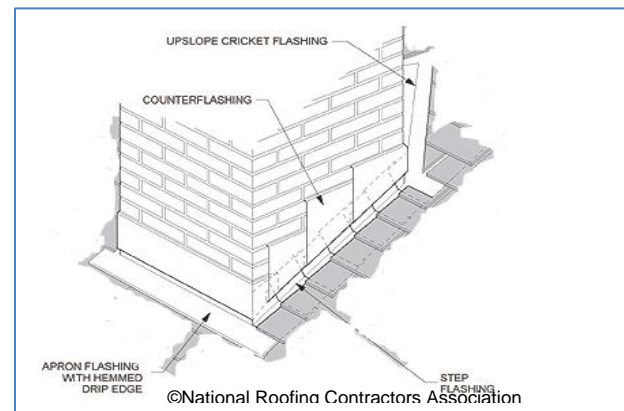 UPSLOPE CRICKET FLASHING
COUNTERFLASHING
APRON FLASHING
WITH HEMMED
DRIP EDGE
STEP
FLASHING
©National Roofing Contractors Association